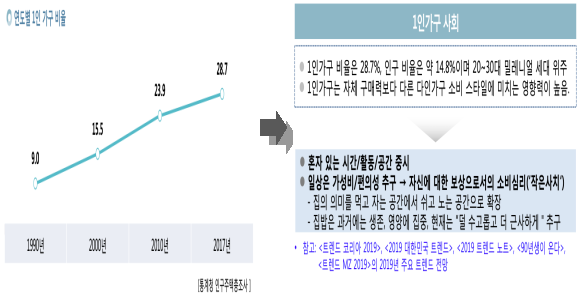 연도별 1인 가구 비율
28.7
23.9
15.5
9.0
1990년
2000년
2010년
2017년
[통계청 인구주택총조사]
1인가구 사회
1인가구 비율은 28.7%, 인구 비율은 약 14.8%이며 20~30대 밀레니얼 세대 위주
1인가구는 자체 구매력보다 다른 다인가구 소비 스타일에 미치는 영향력이 높음.
혼자 있는 시간/활동/공간 중시
일상은 가성비/편의성 추구 → 자신에 대한 보상으로서의 소비심리('작은사치')
- 집의 의미를 먹고 자는 공간에서 쉬고 노는 공간으로 확장
- 집밥은 과거에는 생존, 영양에 집중, 현재는 "덜 수고롭고 더 근사하게" 추구
• 참고: <트렌드 코리아 2019>, <2019 대한민국 트렌드>, <2019 트렌드 노트>, <90년생이 온다>,
<트렌드 MZ 2019>의 2019년 주요 트렌드 전망